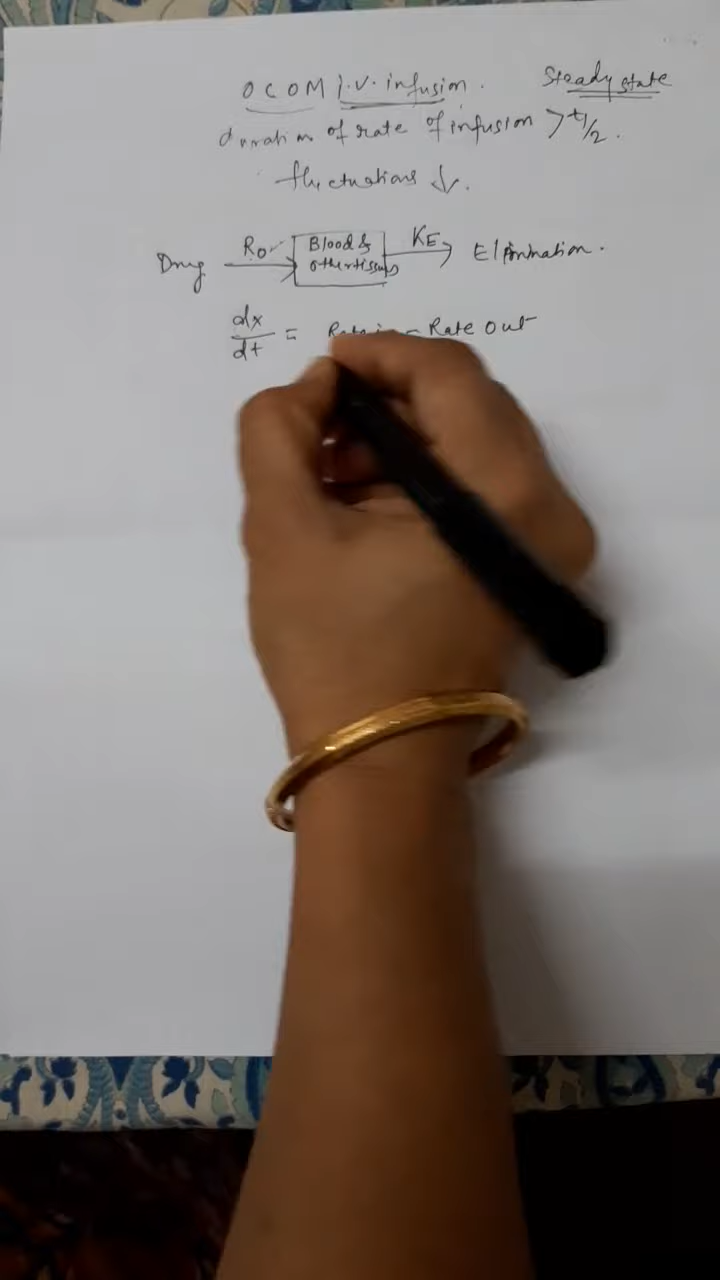 OCOM i.v. infusion. Steady state
duration of rate of infusion > t1/2.
fluctuations ↓.
Drug R0 → Blood & KE → Elimination.
other tissues
dx/dt = Rate - Rate out